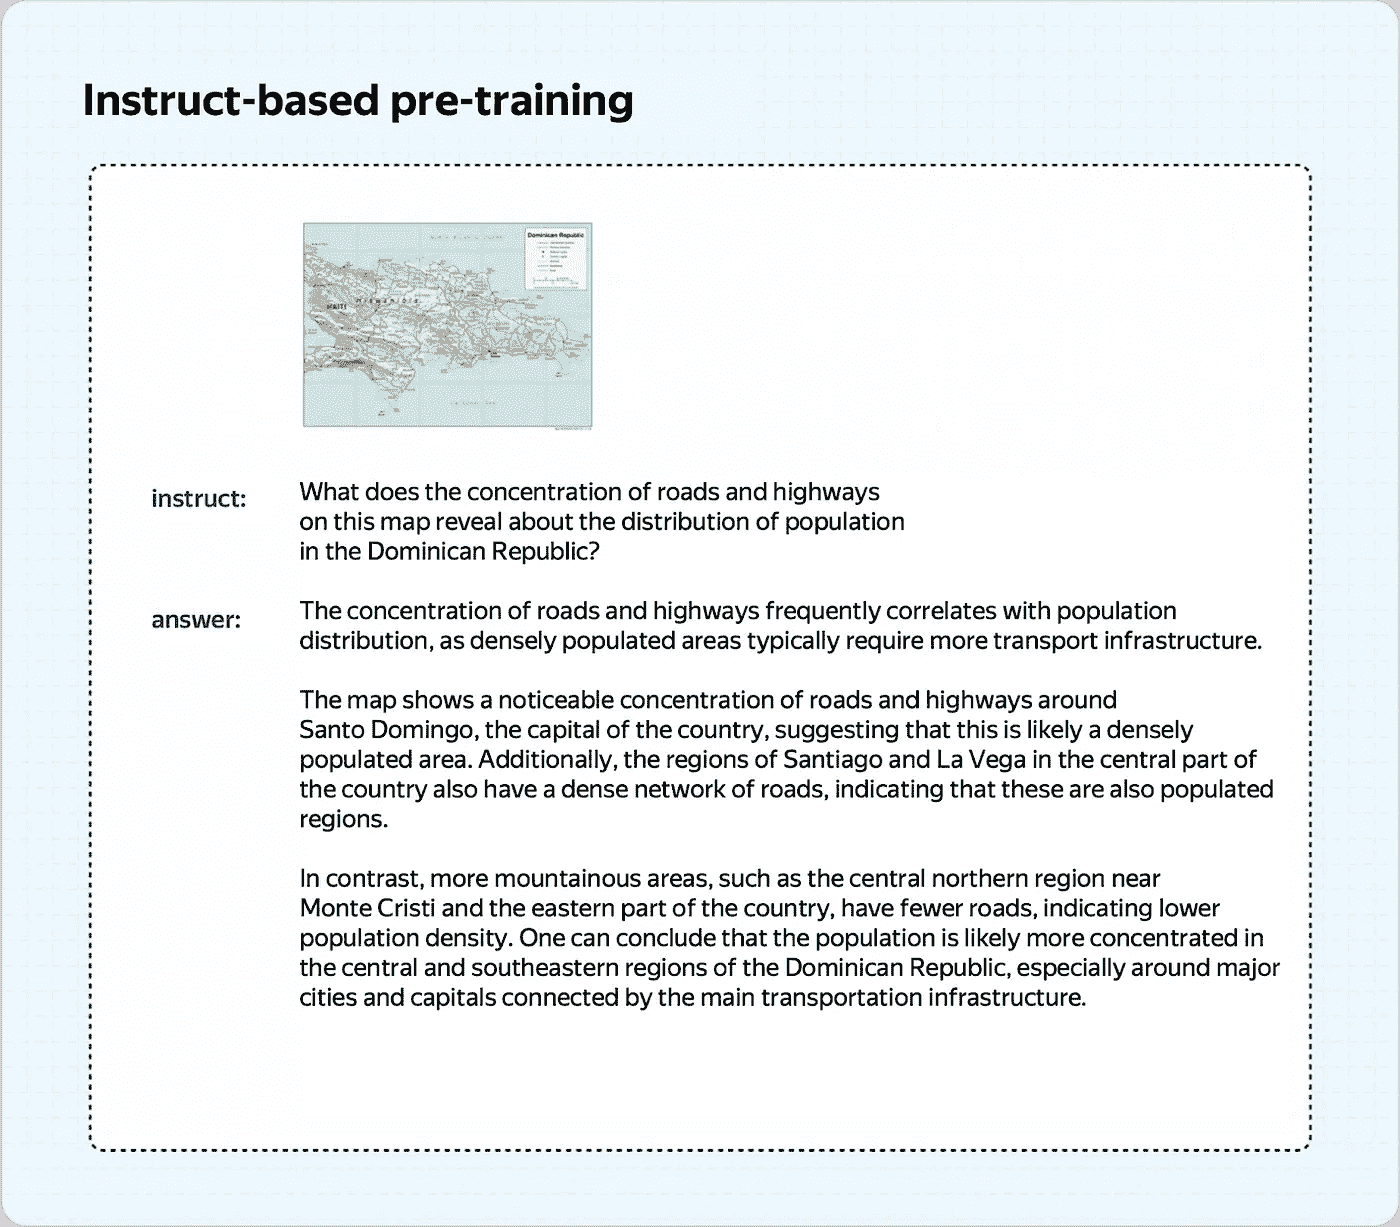 Instruct-based pre-training
Dominican Republic
HAITI
HISPANIOLA
instruct:
What does the concentration of roads and highways
on this map reveal about the distribution of population
in the Dominican Republic?
answer:
The concentration of roads and highways frequently correlates with population
distribution, as densely populated areas typically require more transport infrastructure.
The map shows a noticeable concentration of roads and highways around
Santo Domingo, the capital of the country, suggesting that this is likely a densely
populated area. Additionally, the regions of Santiago and La Vega in the central part of
the country also have a dense network of roads, indicating that these are also populated
regions.
In contrast, more mountainous areas, such as the central northern region near
Monte Cristi and the eastern part of the country, have fewer roads, indicating lower
population density. One can conclude that the population is likely more concentrated in
the central and southeastern regions of the Dominican Republic, especially around major
cities and capitals connected by the main transportation infrastructure.